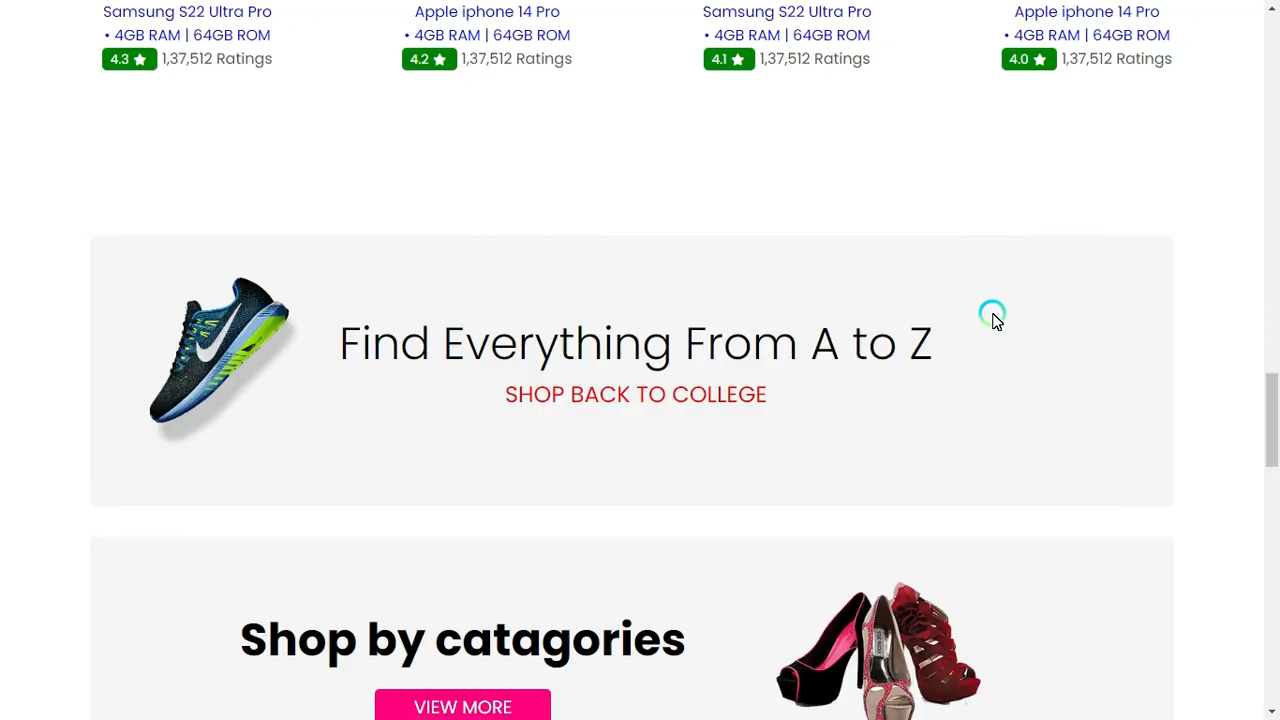 Samsung S22 Ultra Pro Apple iphone 14 Pro Samsung S22 Ultra Pro Apple iphone 14 Pro
• 4GB RAM | 64GB ROM • 4GB RAM | 64GB ROM • 4GB RAM | 64GB ROM • 4GB RAM | 64GB ROM
4.3 ★ 1,37,512 Ratings 4.2 ★ 1,37,512 Ratings 4.1 ★ 1,37,512 Ratings 4.0 ★ 1,37,512 Ratings
Find Everything From A to Z
SHOP BACK TO COLLEGE
Shop by catagories
VIEW MORE